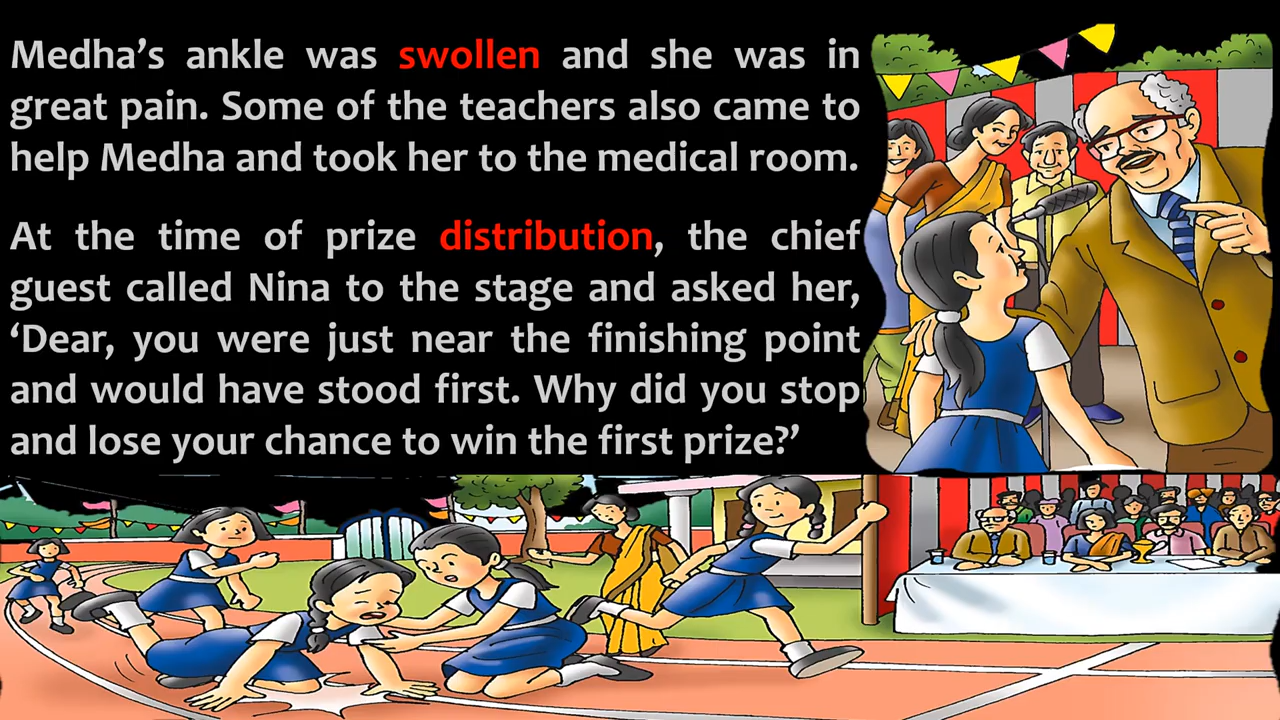 Medha’s ankle was swollen and she was in
great pain. Some of the teachers also came to
help Medha and took her to the medical room.
At the time of prize distribution, the chief
guest called Nina to the stage and asked her,
‘Dear, you were just near the finishing point
and would have stood first. Why did you stop
and lose your chance to win the first prize?’